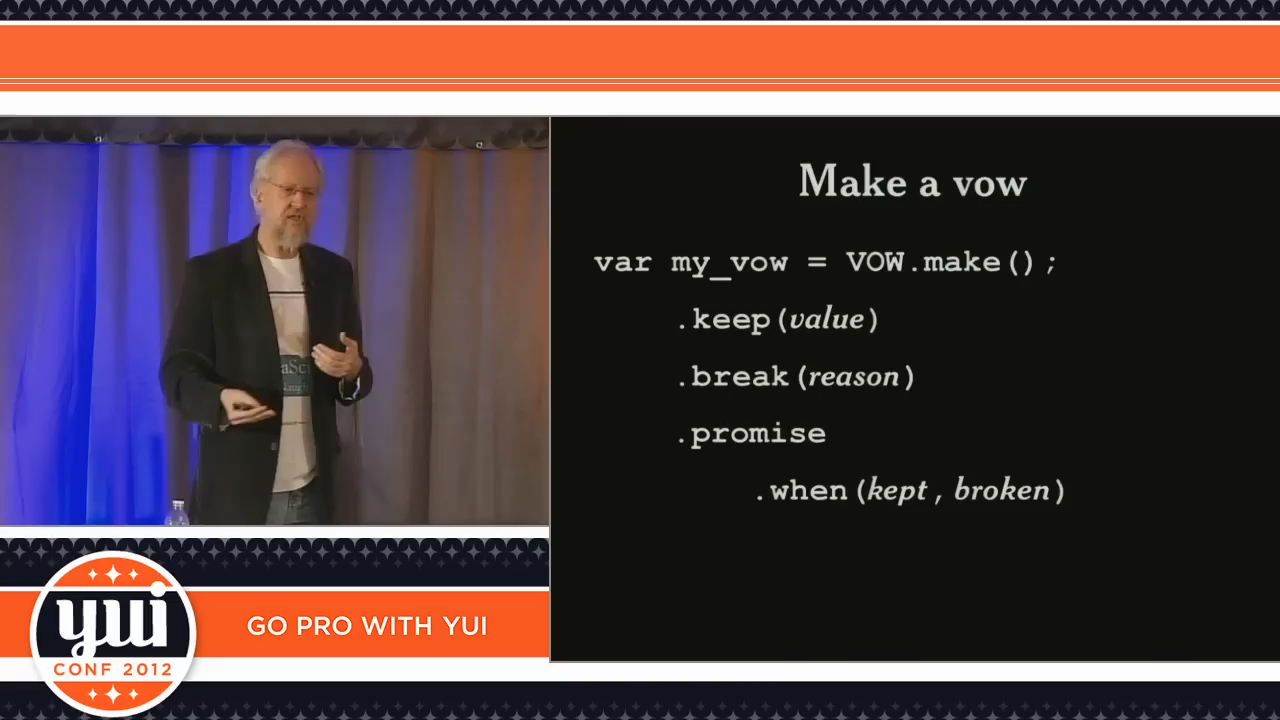 Make a vow
var my_vow = VOW.make();
.keep(value)
.break(reason)
.promise
.when(kept, broken)
aSc
yui
CONF 2012
GO PRO WITH YUI